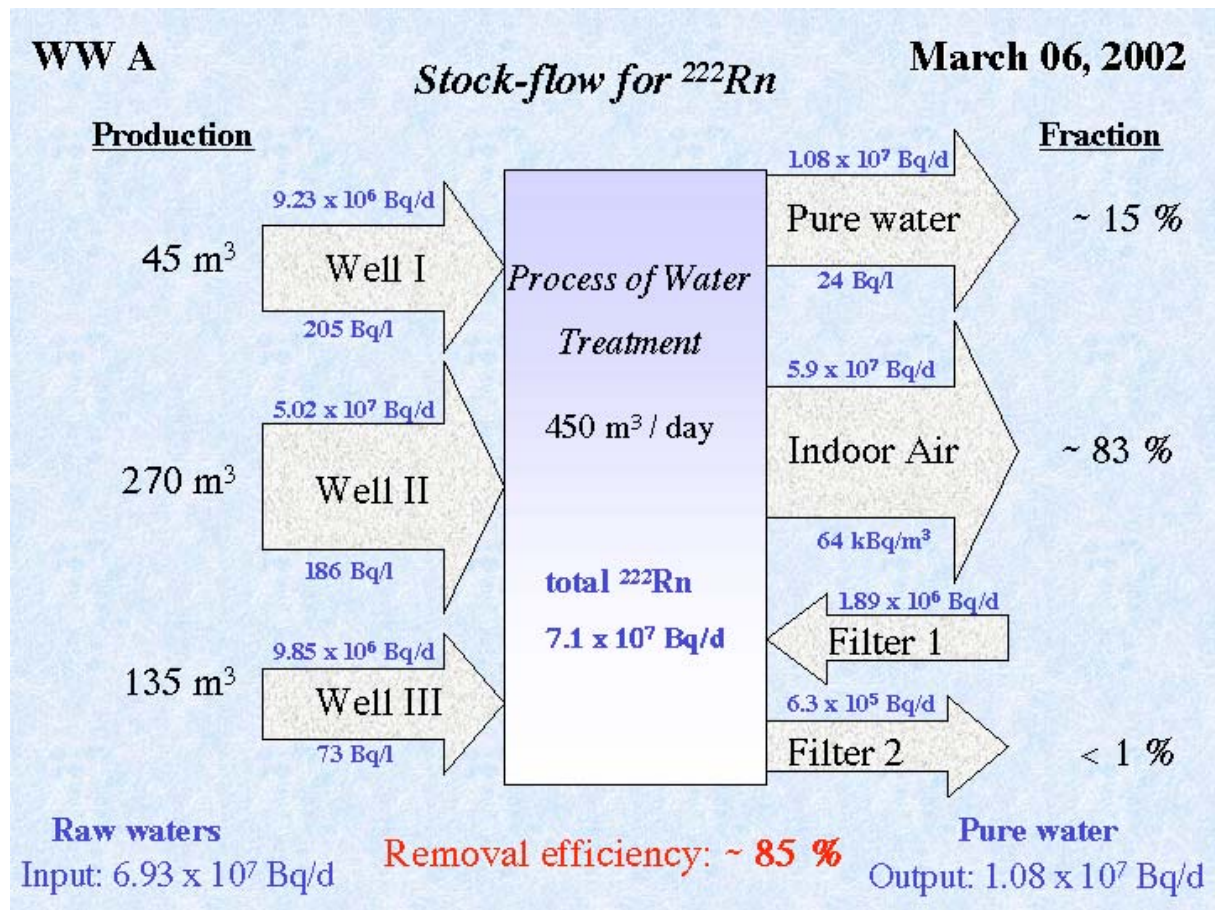 WW A
March 06, 2002
Stock-flow for ²²²Rn
Production
Fraction
9.23 x 10⁶ Bq/d
45 m³
Well I
205 Bq/l
5.02 x 10⁷ Bq/d
270 m³
Well II
186 Bq/l
9.85 x 10⁶ Bq/d
135 m³
Well III
73 Bq/l
Process of Water
Treatment
450 m³ / day
total ²²²Rn
7.1 x 10⁷ Bq/d
1.08 x 10⁷ Bq/d
Pure water
~ 15 %
24 Bq/l
5.9 x 10⁷ Bq/d
Indoor Air
~ 83 %
64 kBq/m³
1.89 x 10⁶ Bq/d
Filter 1
6.3 x 10⁵ Bq/d
Filter 2
< 1 %
Raw waters
Input: 6.93 x 10⁷ Bq/d
Removal efficiency: ~ 85 %
Pure water
Output: 1.08 x 10⁷ Bq/d